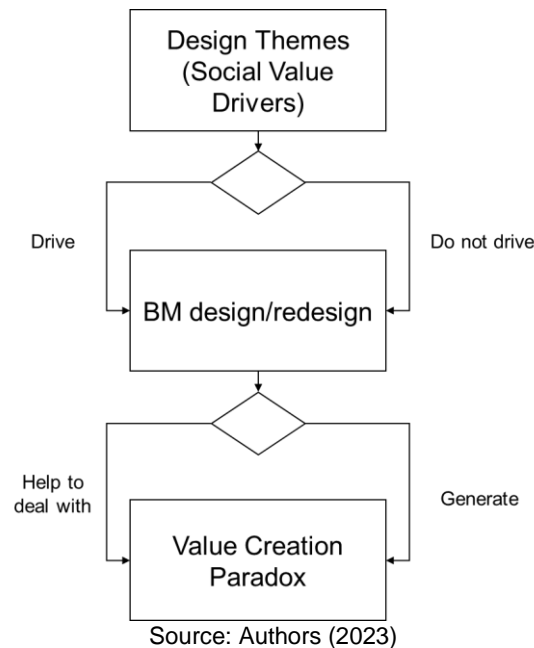 Design Themes
(Social Value
Drivers)
Drive
Do not drive
BM design/redesign
Help to
deal with
Generate
Value Creation
Paradox
Source: Authors (2023)